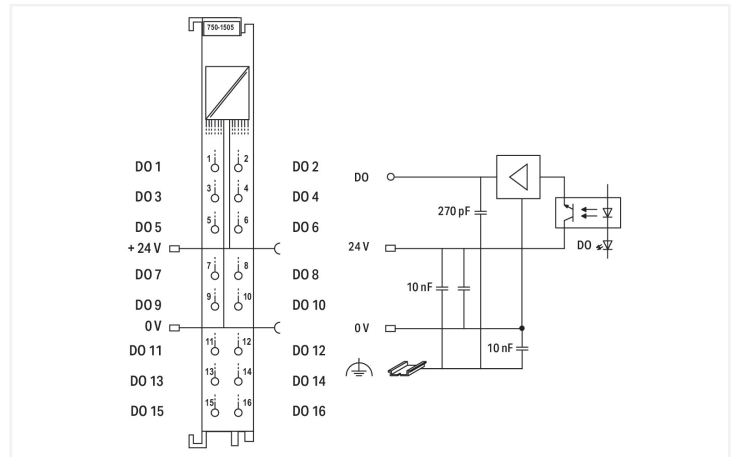 750-1505
1 2
DO 1 DO 2
3 4
DO 3 DO 4
5 6
DO 5 DO 6
+ 24 V
7 8
DO 7 DO 8
9 10
DO 9 DO 10
0 V
11 12
DO 11 DO 12
13 14
DO 13 DO 14
15 16
DO 15 DO 16
DO
270 pF
DO
24 V
10 nF
0 V
10 nF